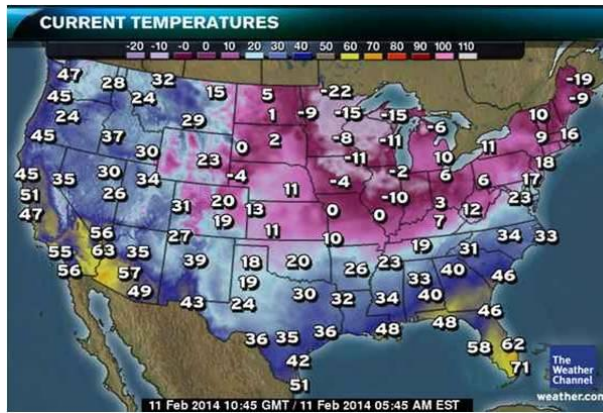 CURRENT TEMPERATURES
-20 -10 -0 0 10 20 30 40 50 60 70 80 90 100 110
47 28 32 15 5 -22 -19
45 24 1 -9 -15 -15 -9
24 29 -6 10
45 37 2 -8 -11 9 16
30 23 0 -11 10 11 18
45 35 30 34 -4 -4 -2 6 6 17
51 26 20 11 -10 23
47 31 19 13 0 0 3 12
56 27 11 10 7 34 33
55 63 35 39 18 20 19 31
56 57 19 26 23 40
49 43 24 30 32 34 33 40 46
36 35 36 48 48 46
42 58 62
51 71
The
Weather
Channel
weather.com
11 Feb 2014 10:45 GMT / 11 Feb 2014 05:45 AM EST